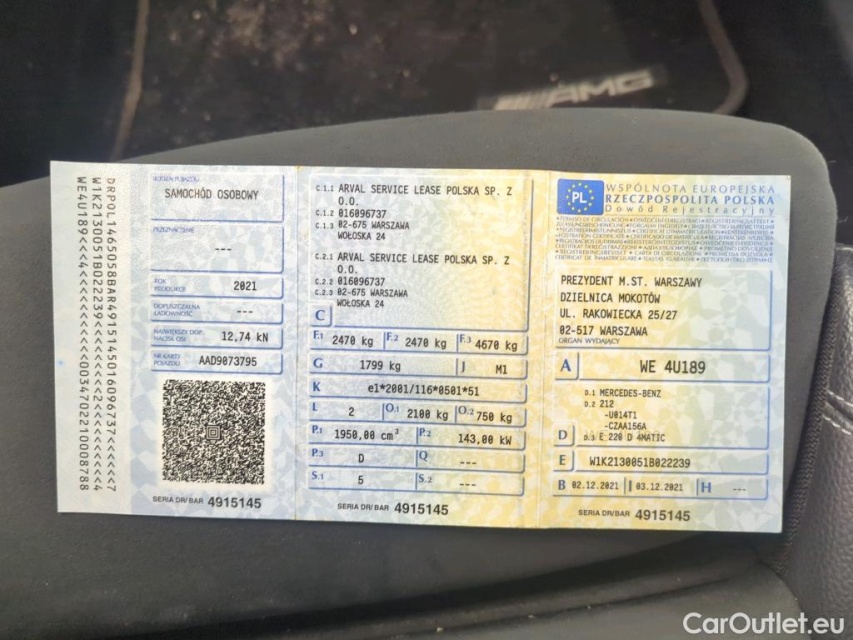 AMG
DRPOL1465058BAR4915145016096737<<<<<<<7
WE4U189<<<4<<<<<<<<<0034702210008788
RODZAJ POJAZDU
SAMOCHÓD OSOBOWY
PRZEZNACZENIE
---
ROK PRODUKCJI
2021
DOPUSZCZALNA ŁADOWNOŚĆ
---
NAJWIĘKSZY DOP. NACISK OSI
12,74 kN
NR KARTY POJAZDU
AAD9073795
SERIA DR/BAR 4915145
C.1.1 ARVAL SERVICE LEASE POLSKA SP. Z
O.O.
C.1.2 016096737
C.1.3 02-675 WARSZAWA
WOŁOSKA 24
C.2.1 ARVAL SERVICE LEASE POLSKA SP. Z
O.O.
C.2.2 016096737
C.2.3 02-675 WARSZAWA
WOŁOSKA 24
C
F.1 2470 kg F.2 2470 kg F.3 4670 kg
G 1799 kg J M1
K e1*2001/116*0501*51
L 2 O.1 2100 kg O.2 750 kg
P.1 1950,00 cm³ P.2 143,00 kW
P.3 D Q ---
S.1 5 S.2 ---
SERIA DR/BAR 4915145
PL
WSPÓLNOTA EUROPEJSKA
RZECZPOSPOLITA POLSKA
Dowód Rejestracyjny
PREZYDENT M.ST. WARSZAWY
DZIELNICA MOKOTÓW
UL. RAKOWIECKA 25/27
02-517 WARSZAWA
ORGAN WYDAJĄCY
A WE 4U189
D.1 MERCEDES-BENZ
D.2 212
-U014T1
-CZAA156A
D D.3 E 220 D 4MATIC
E W1K2130051B022239
B 02.12.2021 I 03.12.2021 H ---
SERIA DR/BAR 4915145
CarOutlet.eu